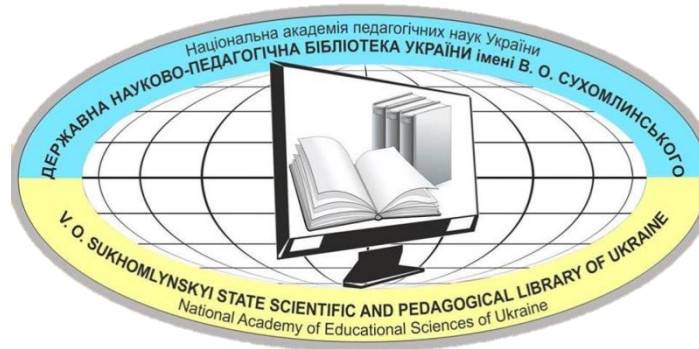 Національна академія педагогічних наук України
ДЕРЖАВНА НАУКОВО-ПЕДАГОГІЧНА БІБЛІОТЕКА УКРАЇНИ імені В. О. СУХОМЛИНСЬКОГО
V. O. SUKHOMLYNSKYI STATE SCIENTIFIC AND PEDAGOGICAL LIBRARY OF UKRAINE
National Academy of Educational Sciences of Ukraine